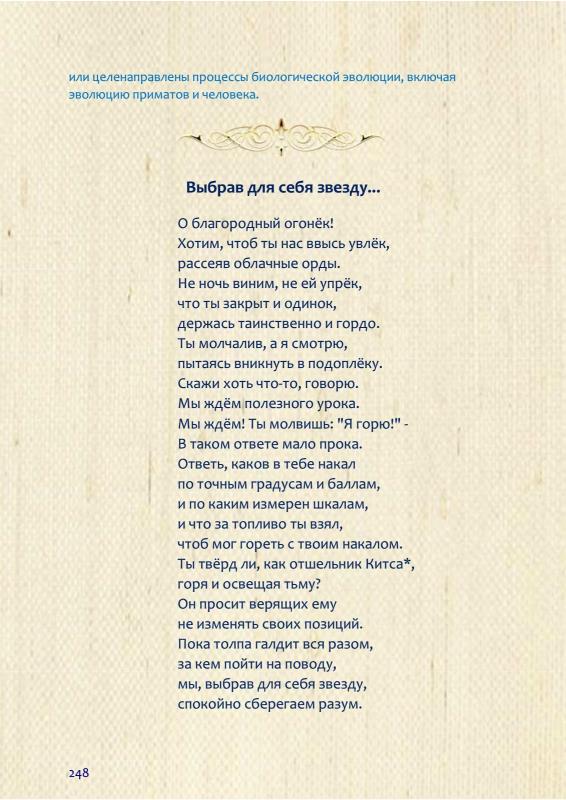 или целенаправлены процессы биологической эволюции, включая
эволюцию приматов и человека.
Выбрав для себя звезду...
О благородный огонёк!
Хотим, чтоб ты нас ввысь увлёк,
рассеяв облачные орды.
Не ночь виним, не ей упрёк,
что ты закрыт и одинок,
держась таинственно и гордо.
Ты молчалив, а я смотрю,
пытаясь вникнуть в подоплёку.
Скажи хоть что-то, говорю.
Мы ждём полезного урока.
Мы ждём! Ты молвишь: "Я горю!" -
В таком ответе мало прока.
Ответь, каков в тебе накал
по точным градусам и баллам,
и по каким измерен шкалам,
и что за топливо ты взял,
чтоб мог гореть с твоим накалом.
Ты твёрд ли, как отшельник Китса*,
горя и освещая тьму?
Он просит верящих ему
не изменять своих позиций.
Пока толпа галдит вся разом,
за кем пойти на поводу,
мы, выбрав для себя звезду,
спокойно сберегаем разум.
248